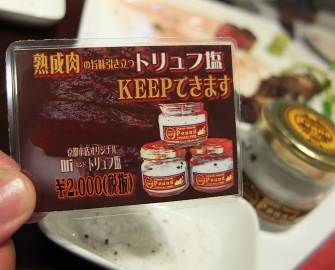 熟成肉の旨味引き立つトリュフ塩
KEEPできます
Pound
京都本店オリジナル
トリュフ塩
¥2,000(税抜)